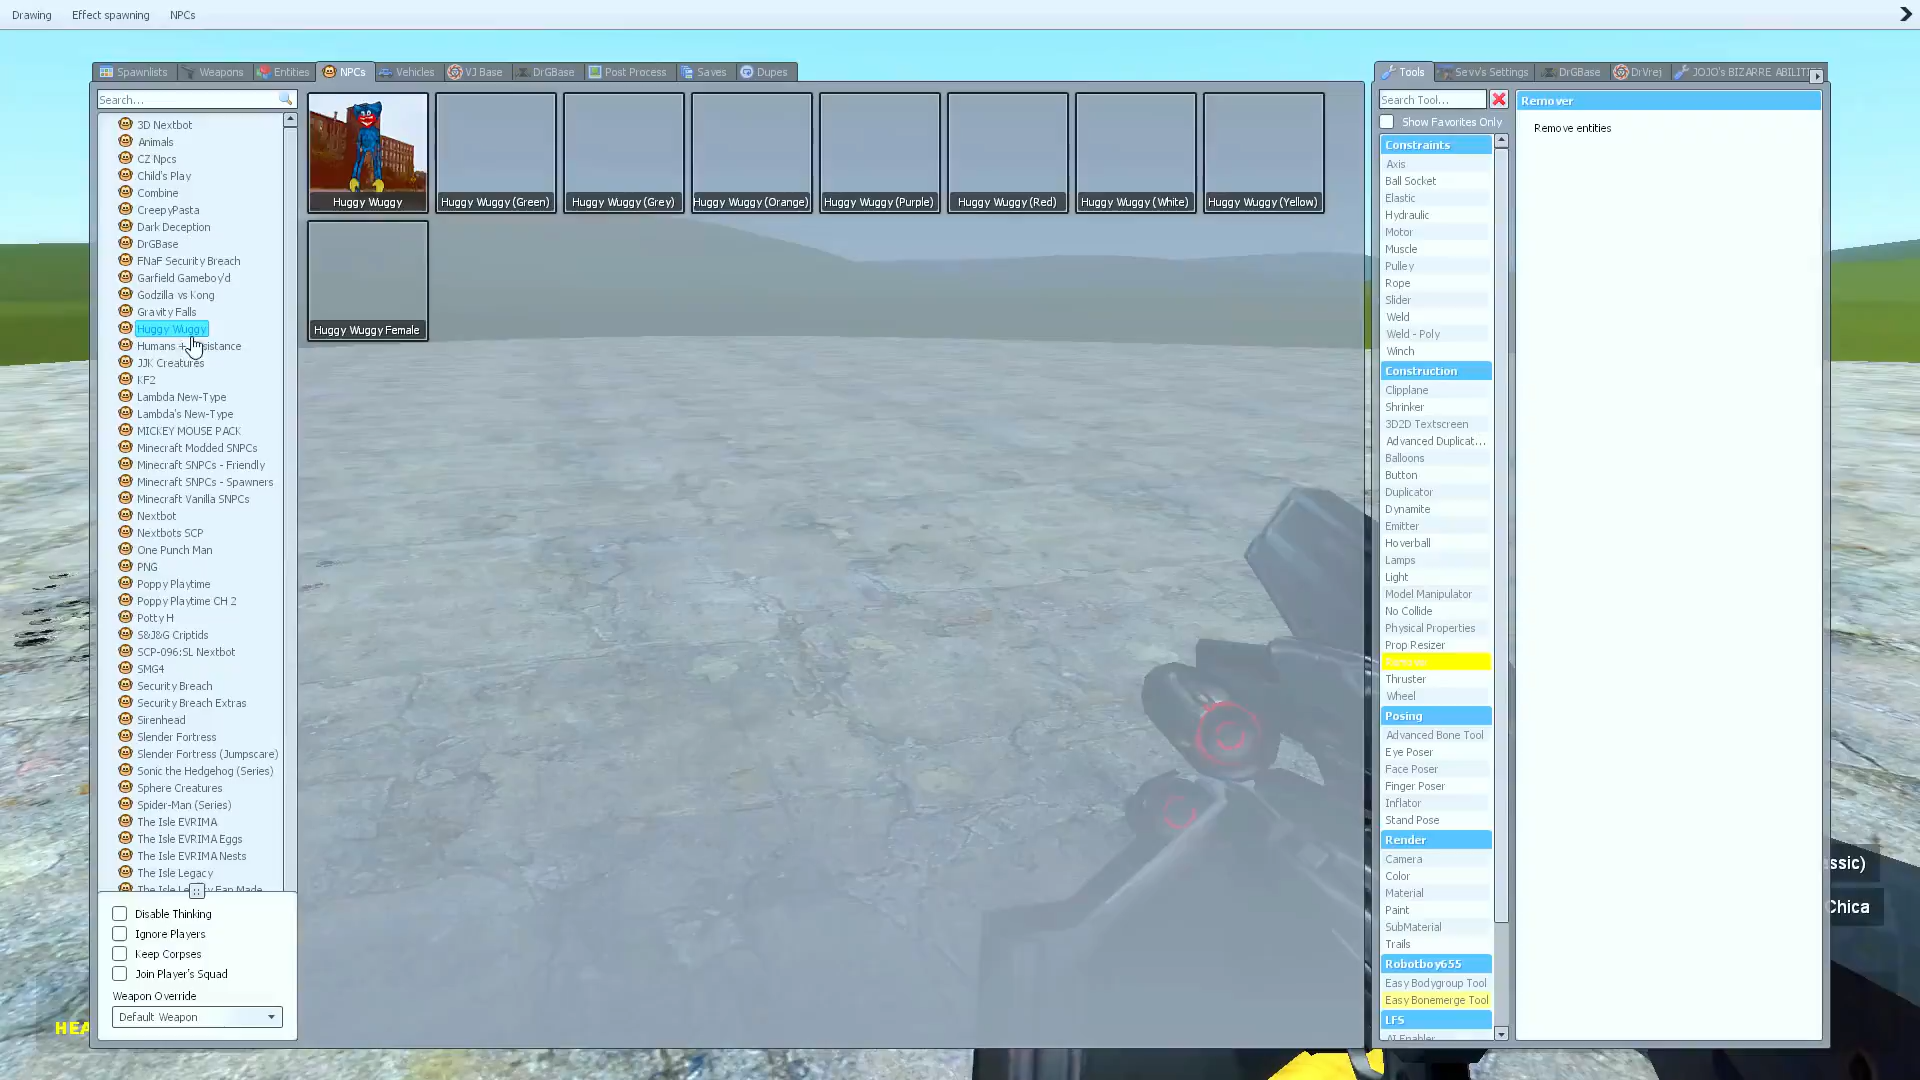 Drawing Effect spawning NPCs
Spawnlists Weapons Entities NPCs Vehicles VJ Base DrGBase Post Process Saves Dupes
Search...
3D Nextbot
Animals
CZ Npcs
Child's Play
Combine
CreepyPasta
Dark Deception
DrGBase
FNaF Security Breach
Garfield Gameboy'd
Godzilla vs Kong
Gravity Falls
Huggy Wuggy
Humans +
JJK Creatures
KF2
Lambda New-Type
Lambda's New-Type
MICKEY MOUSE PACK
Minecraft Modded SNPCs
Minecraft SNPCs - Friendly
Minecraft SNPCs - Spawners
Minecraft Vanilla SNPCs
Nextbot
Nextbots SCP
One Punch Man
PNG
Poppy Playtime
Poppy Playtime CH 2
Potty H
S&J&G Criptids
SCP-096:SL Nextbot
SMG4
Security Breach
Security Breach Extras
Sirenhead
Slender Fortress
Slender Fortress (Jumpscare)
Sonic the Hedgehog (Series)
Sphere Creatures
Spider-Man (Series)
The Isle EVRIMA
The Isle EVRIMA Eggs
The Isle EVRIMA Nests
The Isle Legacy
Disable Thinking
Ignore Players
Keep Corpses
Join Player's Squad
Weapon Override
Default Weapon
HEA
Huggy Wuggy
Huggy Wuggy (Green)
Huggy Wuggy (Grey)
Huggy Wuggy (Orange)
Huggy Wuggy (Purple)
Huggy Wuggy (Red)
Huggy Wuggy (White)
Huggy Wuggy (Yellow)
Huggy Wuggy Female
Tools Sevv's Settings DrGBase DrVrej JOJO's BIZARRE ABILITI
Search Tool...
Show Favorites Only
Constraints
Axis
Ball Socket
Elastic
Hydraulic
Motor
Muscle
Pulley
Rope
Slider
Weld
Weld - Poly
Winch
Construction
Clipplane
Shrinker
3D2D Textscreen
Advanced Duplicat...
Balloons
Button
Duplicator
Dynamite
Emitter
Hoverball
Lamps
Light
Model Manipulator
No Collide
Physical Properties
Prop Resizer
Remover
Thruster
Wheel
Posing
Advanced Bone Tool
Eye Poser
Face Poser
Finger Poser
Inflator
Stand Pose
Render
Camera
Color
Material
Paint
SubMaterial
Trails
Robotboy655
Easy Bodygroup Tool
Easy Bonemerge Tool
LFS
AI Enabler
Remover
Remove entities
ssic)
Chica